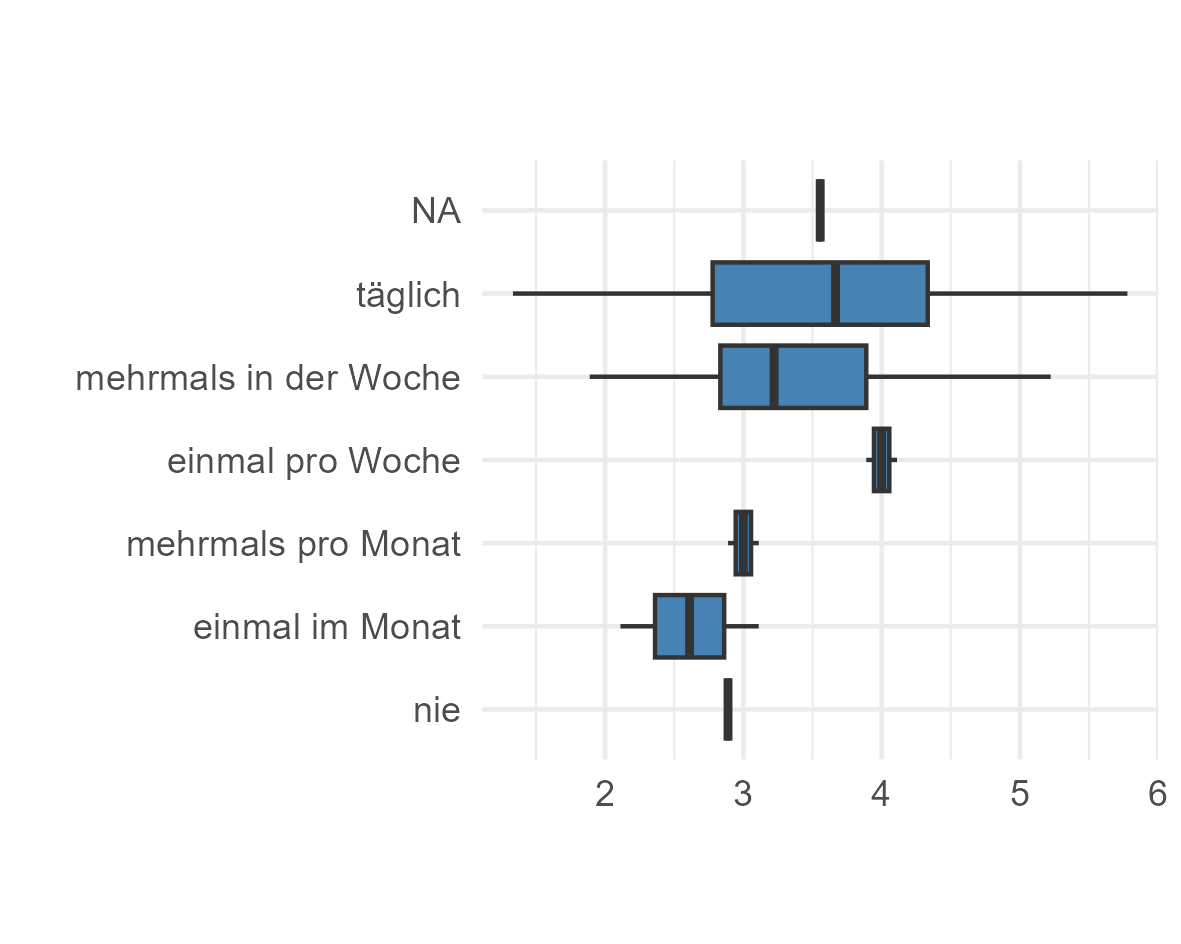 NA
täglich
mehrmals in der Woche
einmal pro Woche
mehrmals pro Monat
einmal im Monat
nie
2 3 4 5 6